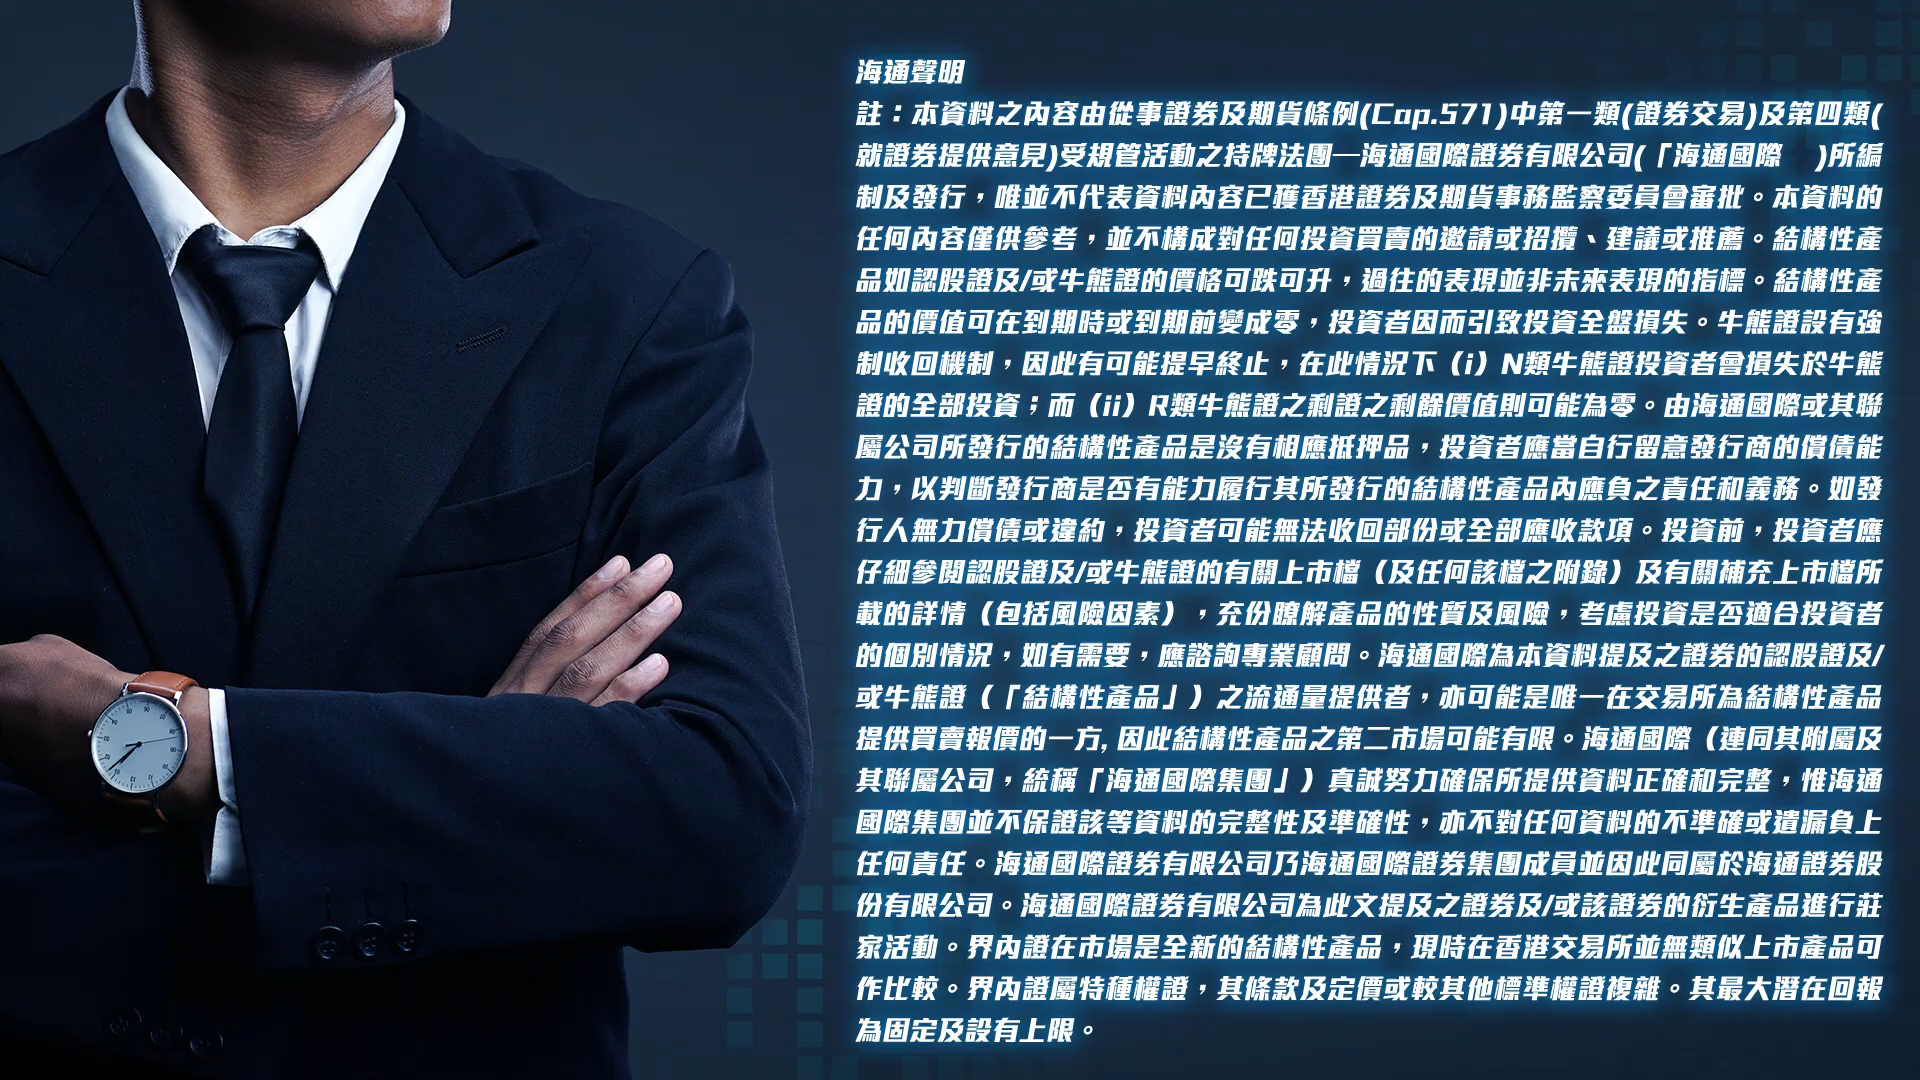 海通聲明
註：本資料之內容由從事證券及期貨條例(Cap.571)中第一類(證券交易)及第四類(
就證券提供意見)受規管活動之持牌法團—海通國際證券有限公司(「海通國際　)所編
制及發行，唯並不代表資料內容已獲香港證券及期貨事務監察委員會審批。本資料的
任何內容僅供參考，並不構成對任何投資買賣的邀請或招攬、建議或推薦。結構性產
品如認股證及/或牛熊證的價格可跌可升，過往的表現並非未來表現的指標。結構性產
品的價值可在到期時或到期前變成零，投資者因而引致投資全盤損失。牛熊證設有強
制收回機制，因此有可能提早終止，在此情況下（i）N類牛熊證投資者會損失於牛熊
證的全部投資；而（ii）R類牛熊證之剩證之剩餘價值則可能為零。由海通國際或其聯
屬公司所發行的結構性產品是沒有相應抵押品，投資者應當自行留意發行商的償債能
力，以判斷發行商是否有能力履行其所發行的結構性產品內應負之責任和義務。如發
行人無力償債或違約，投資者可能無法收回部份或全部應收款項。投資前，投資者應
仔細參閱認股證及/或牛熊證的有關上市檔（及任何該檔之附錄）及有關補充上市檔所
載的詳情（包括風險因素），充份瞭解產品的性質及風險，考慮投資是否適合投資者
的個別情況，如有需要，應諮詢專業顧問。海通國際為本資料提及之證券的認股證及/
或牛熊證（「結構性產品」）之流通量提供者，亦可能是唯一在交易所為結構性產品
提供買賣報價的一方,因此結構性產品之第二市場可能有限。海通國際（連同其附屬及
其聯屬公司，統稱「海通國際集團」）真誠努力確保所提供資料正確和完整，惟海通
國際集團並不保證該等資料的完整性及準確性，亦不對任何資料的不準確或遺漏負上
任何責任。海通國際證券有限公司乃海通國際證券集團成員並因此同屬於海通證券股
份有限公司。海通國際證券有限公司為此文提及之證券及/或該證券的衍生產品進行莊
家活動。界內證在市場是全新的結構性產品，現時在香港交易所並無類似上市產品可
作比較。界內證屬特種權證，其條款及定價或較其他標準權證複雜。其最大潛在回報
為固定及設有上限。